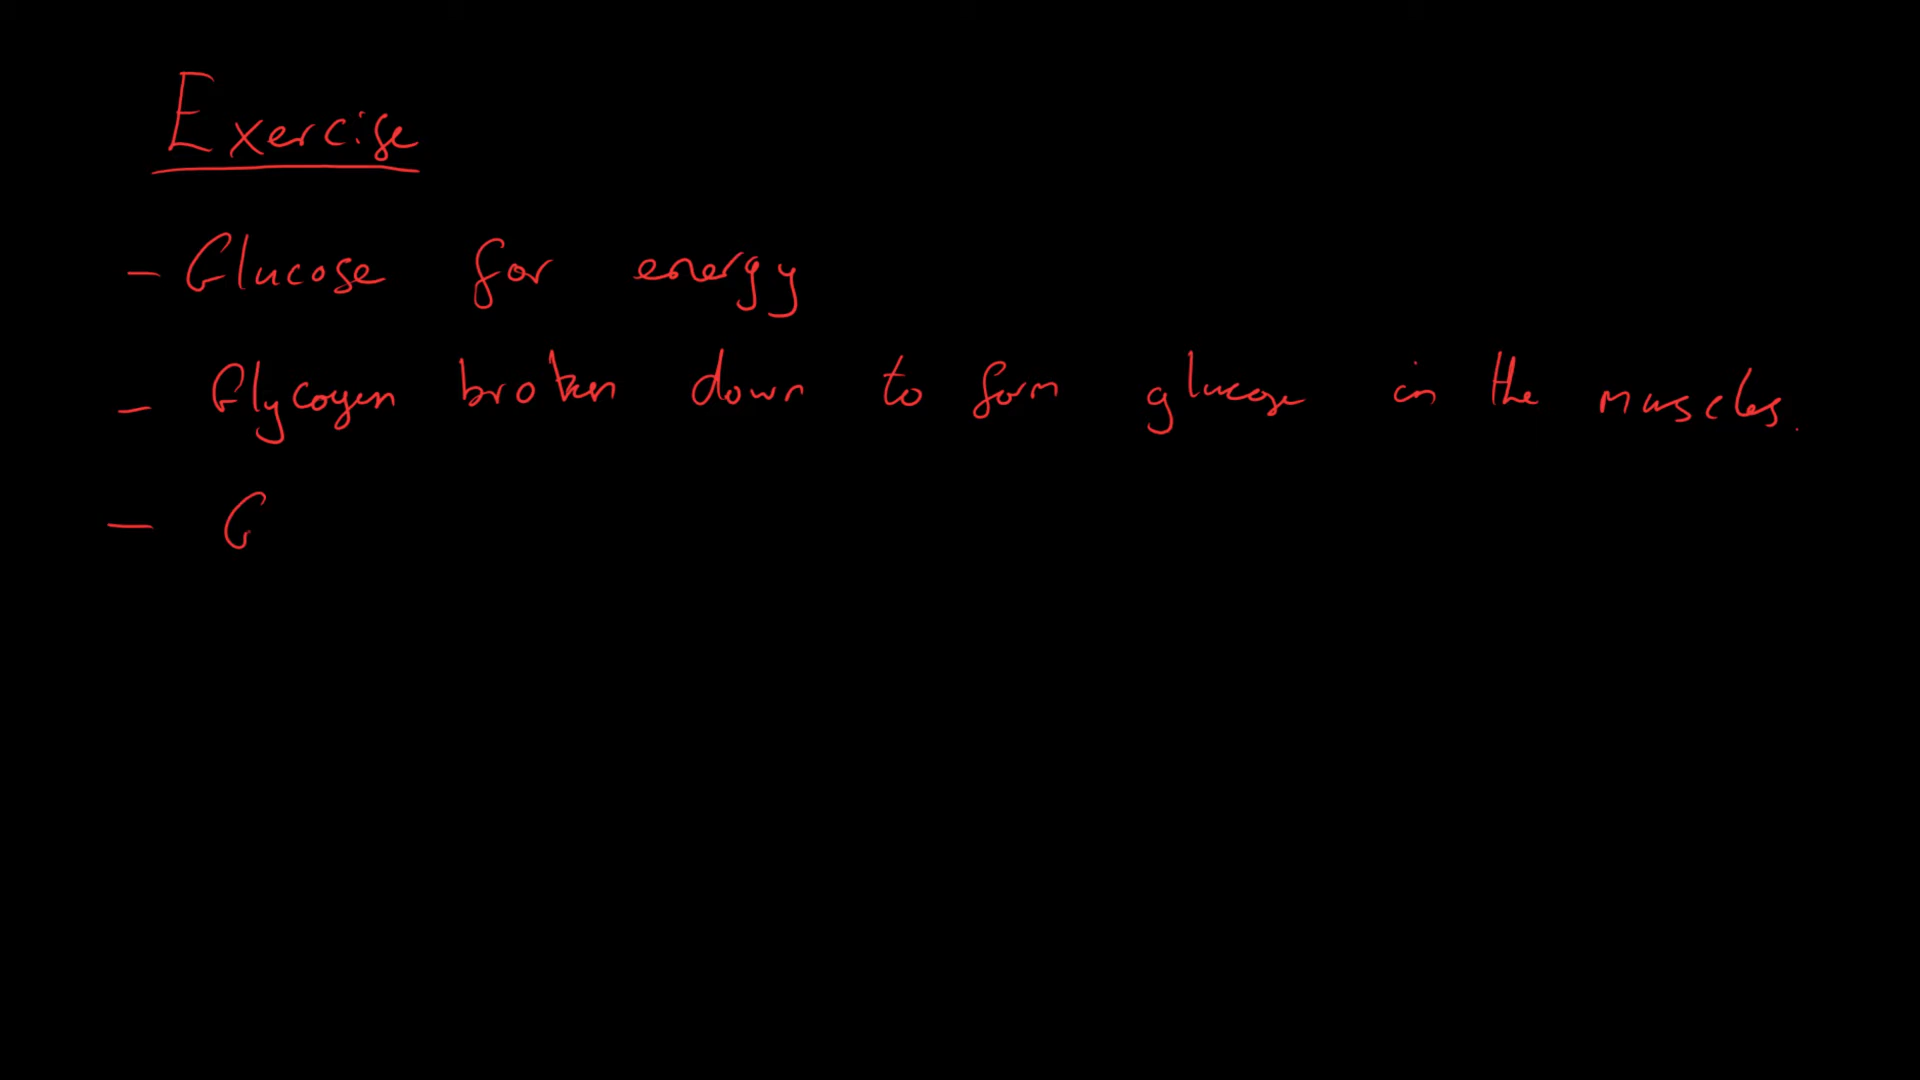 Exercise
- Glucose for energy
- Glycogen broken down to form glucose in the muscles.
- G